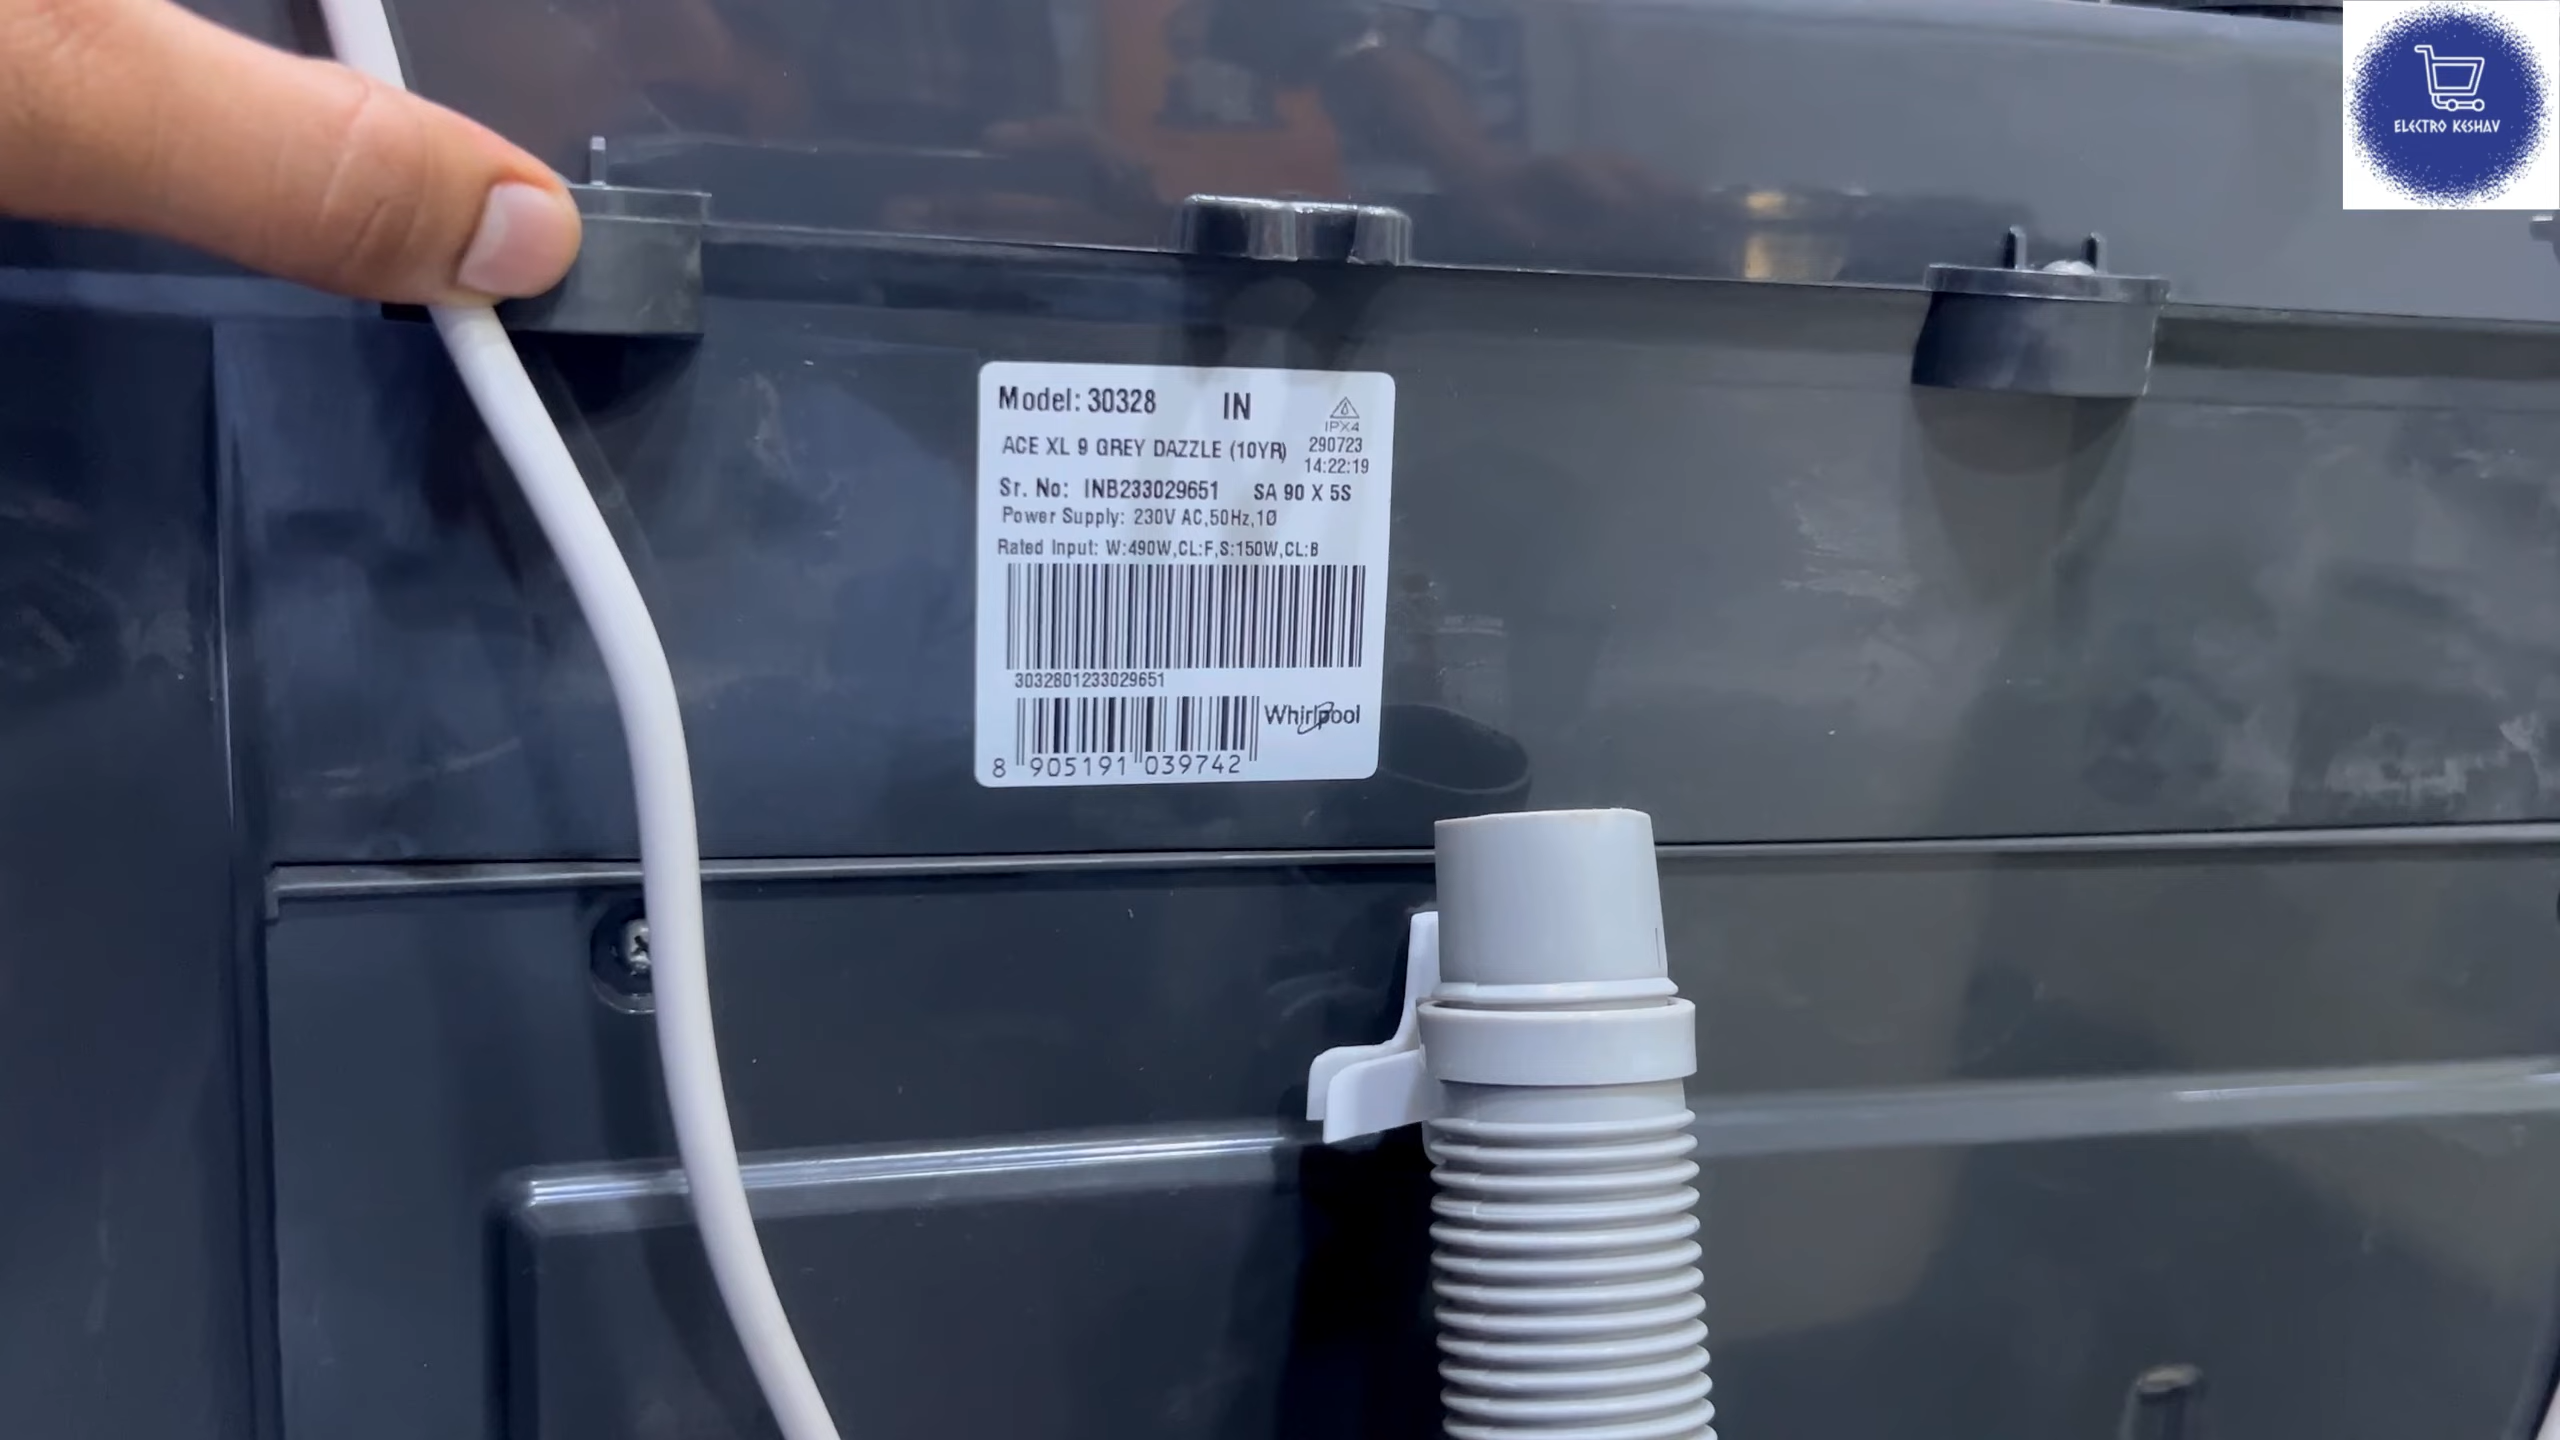 ELECTRO KESHAV
Model: 30328 IN
IPX4
ACE XL 9 GREY DAZZLE (10YR) 290723
14:22:19
Sr. No: INB233029651 SA 90 X 5S
Power Supply: 230V AC,50Hz,1Ø
Rated Input: W:490W,CL:F,S:150W,CL:B
3032801233029651
Whirlpool
8 905191 039742